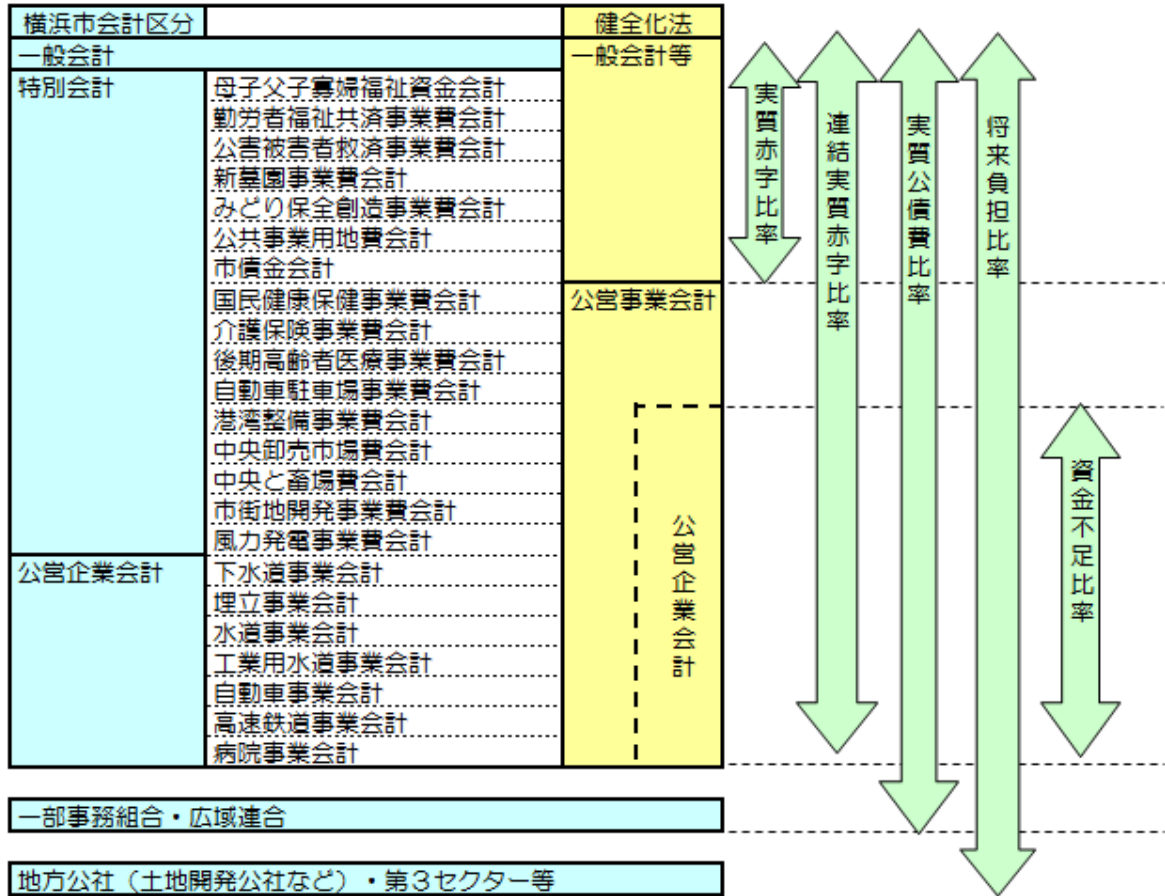 横浜市会計区分
健全化法
一般会計
一般会計等
特別会計
母子父子寡婦福祉資金会計
勤労者福祉共済事業費会計
公害被害者救済事業費会計
新墓園事業費会計
みどり保全創造事業費会計
公共事業用地費会計
市債金会計
国民健康保健事業費会計
公営事業会計
介護保険事業費会計
後期高齢者医療事業費会計
自動車駐車場事業費会計
港湾整備事業費会計
中央卸売市場費会計
中央と畜場費会計
市街地開発事業費会計
風力発電事業費会計
公営企業会計
下水道事業会計
埋立事業会計
水道事業会計
工業用水道事業会計
自動車事業会計
高速鉄道事業会計
病院事業会計
公営企業会計
実質赤字比率
連結実質赤字比率
実質公債費比率
将来負担比率
資金不足比率
一部事務組合・広域連合
地方公社（土地開発公社など）・第３セクター等